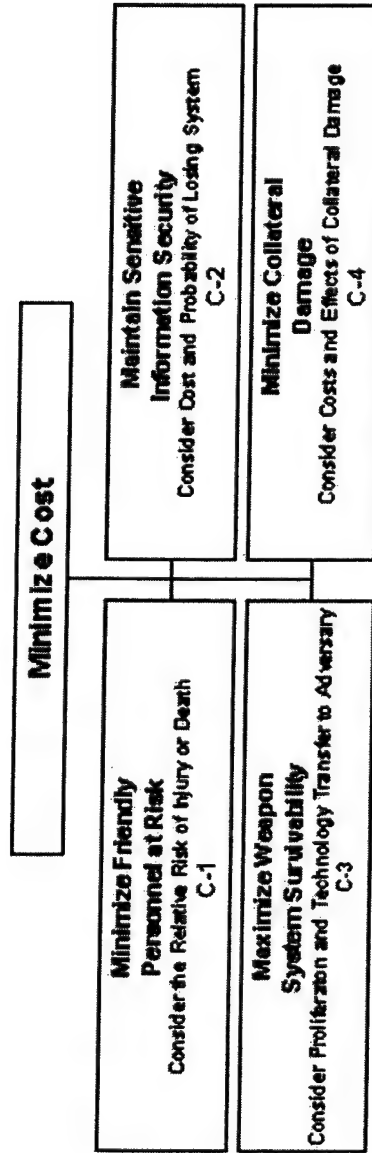 Minimize Cost
Minimize Friendly
Personnel at Risk
Consider the Relative Risk of Injury or Death
C-1
Maintain Sensitive
Information Security
Consider Cost and Probability of Losing System
C-2
Maximize Weapon
System Survivability
Consider Proliferation and Technology Transfer to Adversary
C-3
Minimize Collateral
Damage
Consider Costs and Effects of Collateral Damage
C-4